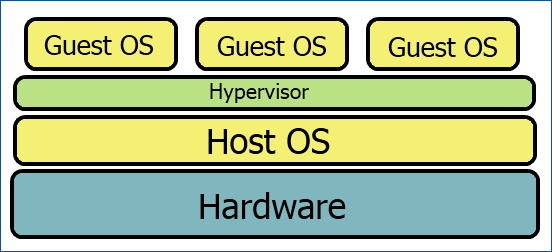 Guest OS Guest OS Guest OS
Hypervisor
Host OS
Hardware